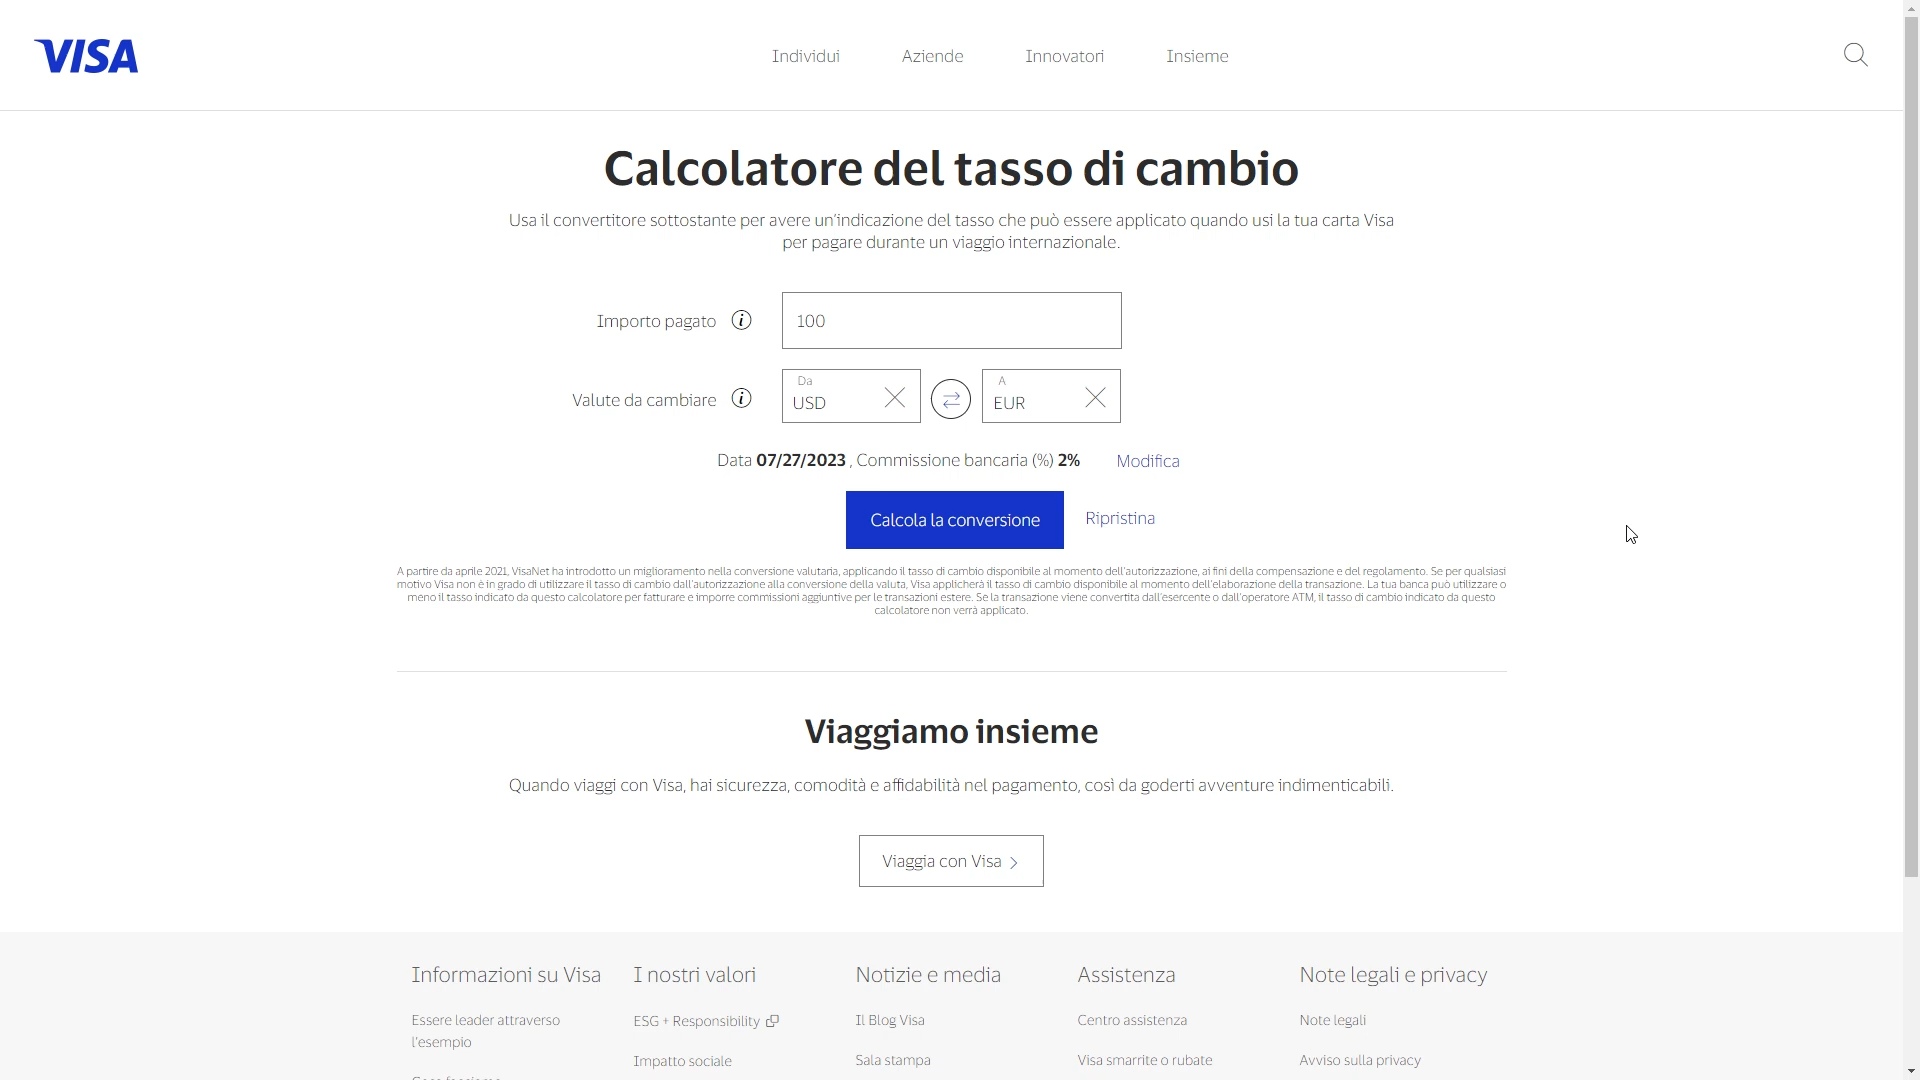 VISA
Individui
Aziende
Innovatori
Insieme
Calcolatore del tasso di cambio
Usa il convertitore sottostante per avere un'indicazione del tasso che può essere applicato quando usi la tua carta Visa
per pagare durante un viaggio internazionale.
Importo pagato
i
100
Valute da cambiare
i
Da
USD
A
EUR
Data 07/27/2023 , Commissione bancaria (%) 2%
Modifica
Calcola la conversione
Ripristina
A partire da aprile 2021, VisaNet ha introdotto un miglioramento nella conversione valutaria, applicando il tasso di cambio disponibile al momento dell'autorizzazione, ai fini della compensazione e del regolamento. Se per qualsiasi
motivo Visa non è in grado di utilizzare il tasso di cambio dall'autorizzazione alla conversione della valuta, Visa applicherà il tasso di cambio disponibile al momento dell'elaborazione della transazione. La tua banca può utilizzare o
meno il tasso indicato da questo calcolatore per fatturare e imporre commissioni aggiuntive per le transazioni estere. Se la transazione viene convertita dall'esercente o dall'operatore ATM, il tasso di cambio indicato da questo
calcolatore non verrà applicato.
Viaggiamo insieme
Quando viaggi con Visa, hai sicurezza, comodità e affidabilità nel pagamento, così da goderti avventure indimenticabili.
Viaggia con Visa
Informazioni su Visa
Essere leader attraverso
l'esempio
I nostri valori
ESG + Responsibility
Impatto sociale
Notizie e media
Il Blog Visa
Sala stampa
Assistenza
Centro assistenza
Visa smarrite o rubate
Note legali e privacy
Note legali
Avviso sulla privacy